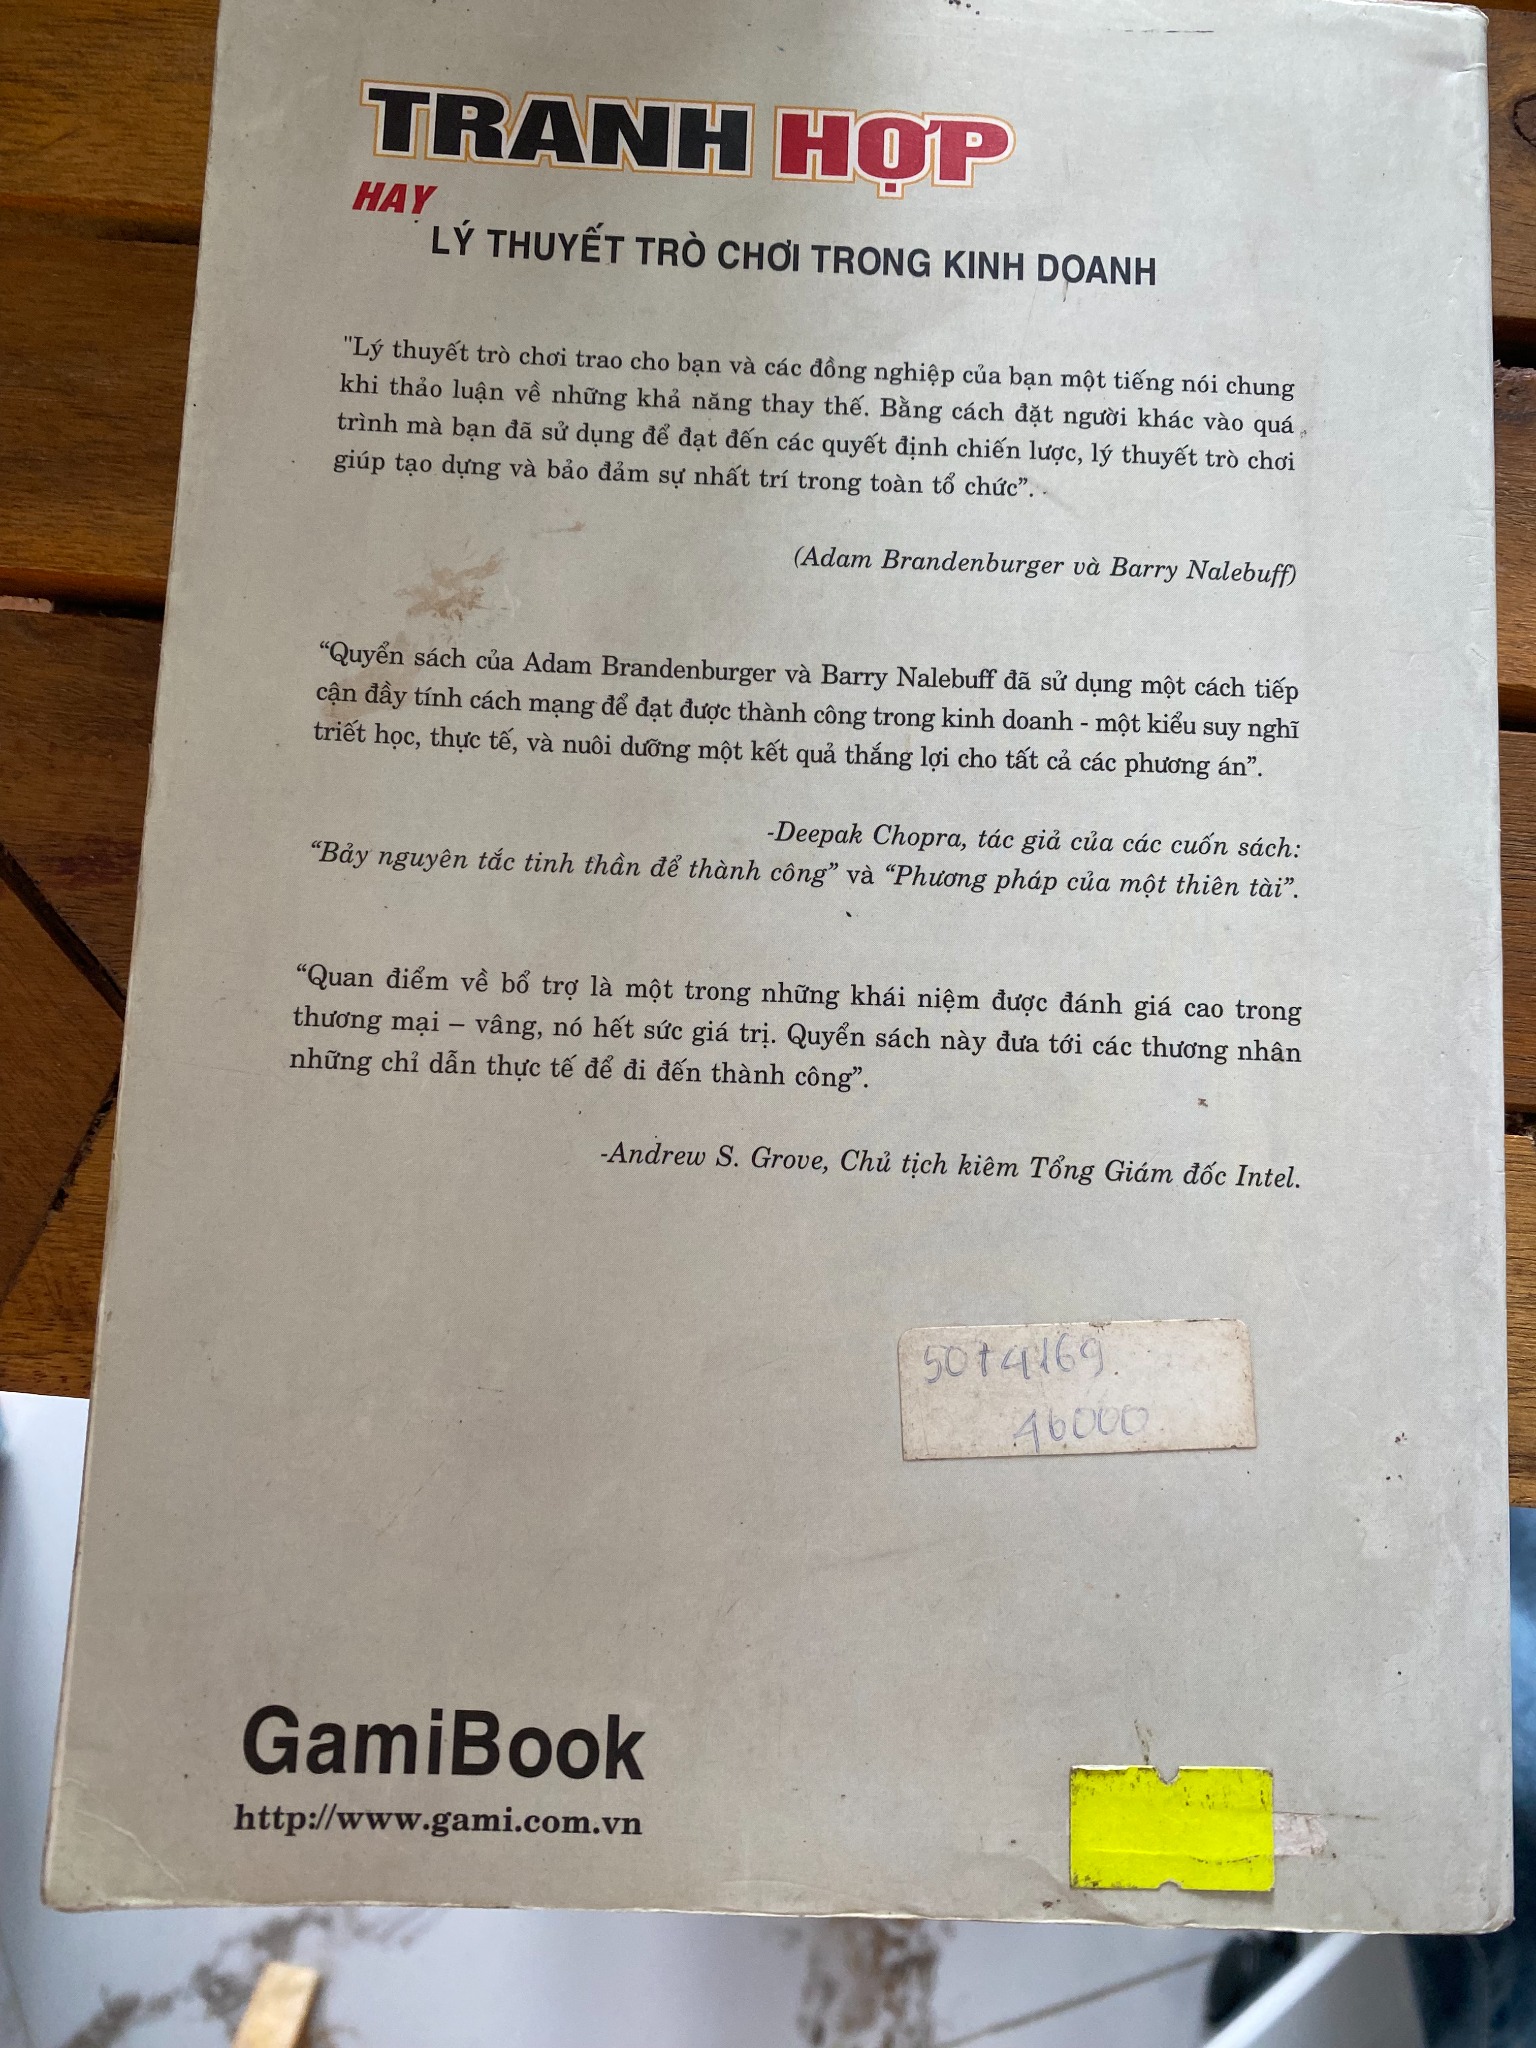 TRANH HỢP
HAY
LÝ THUYẾT TRÒ CHƠI TRONG KINH DOANH
"Lý thuyết trò chơi trao cho bạn và các đồng nghiệp của bạn một tiếng nói chung
khi thảo luận về những khả năng thay thế. Bằng cách đặt người khác vào quá
trình mà bạn đã sử dụng để đạt đến các quyết định chiến lược, lý thuyết trò chơi
giúp tạo dựng và bảo đảm sự nhất trí trong toàn tổ chức”.
(Adam Brandenburger và Barry Nalebuff)
“Quyển sách của Adam Brandenburger và Barry Nalebuff đã sử dụng một cách tiếp
cận đầy tính cách mạng để đạt được thành công trong kinh doanh - một kiểu suy nghĩ
triết học, thực tế, và nuôi dưỡng một kết quả thắng lợi cho tất cả các phương án”.
-Deepak Chopra, tác giả của các cuốn sách:
“Bảy nguyên tắc tinh thần để thành công” và “Phương pháp của một thiên tài”.
“Quan điểm về bổ trợ là một trong những khái niệm được đánh giá cao trong
thương mại – vâng, nó hết sức giá trị. Quyển sách này đưa tới các thương nhân
những chỉ dẫn thực tế để đi đến thành công”.
-Andrew S. Grove, Chủ tịch kiêm Tổng Giám đốc Intel.
46000
GamiBook
http://www.gami.com.vn